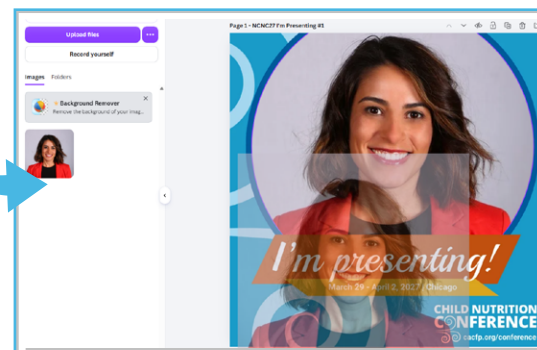 Upload files
Record yourself
Images Folders
Background Remover
Remove the background of your imag...
Page 1 - NCNC27 I'm Presenting #1
I'm presenting!
March 29 - April 2, 2027, Chicago
CHILD NUTRITION
CONFERENCE
cacfp.org/conference